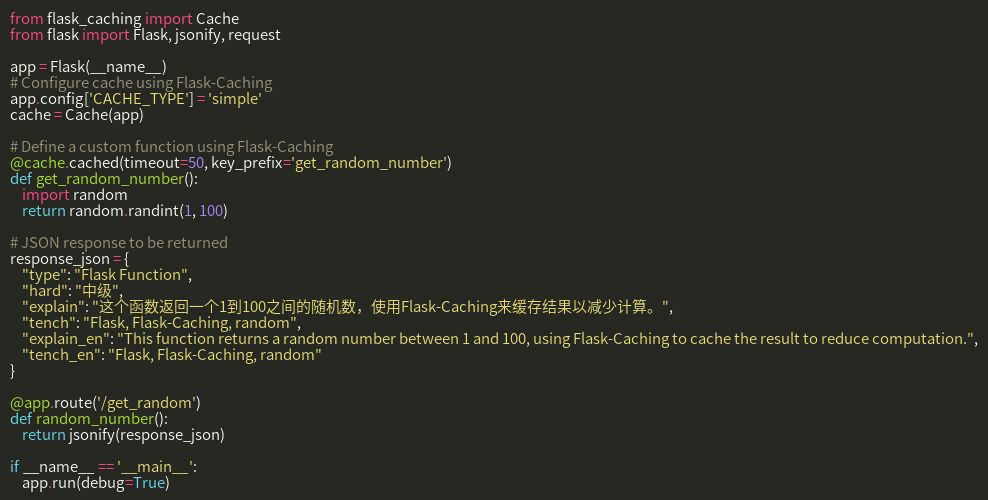 from flask_caching import Cache
from flask import Flask, jsonify, request

app = Flask(__name__)
# Configure cache using Flask-Caching
app.config['CACHE_TYPE'] = 'simple'
cache = Cache(app)

# Define a custom function using Flask-Caching
@cache.cached(timeout=50, key_prefix='get_random_number')
def get_random_number():
    import random
    return random.randint(1, 100)

# JSON response to be returned
response_json = {
    "type": "Flask Function",
    "hard": "中级",
    "explain": "这个函数返回一个1到100之间的随机数，使用Flask-Caching来缓存结果以减少计算。",
    "tench": "Flask, Flask-Caching, random",
    "explain_en": "This function returns a random number between 1 and 100, using Flask-Caching to cache the result to reduce computation.",
    "tench_en": "Flask, Flask-Caching, random"
}

@app.route('/get_random')
def random_number():
    return jsonify(response_json)

if __name__ == '__main__':
    app.run(debug=True)